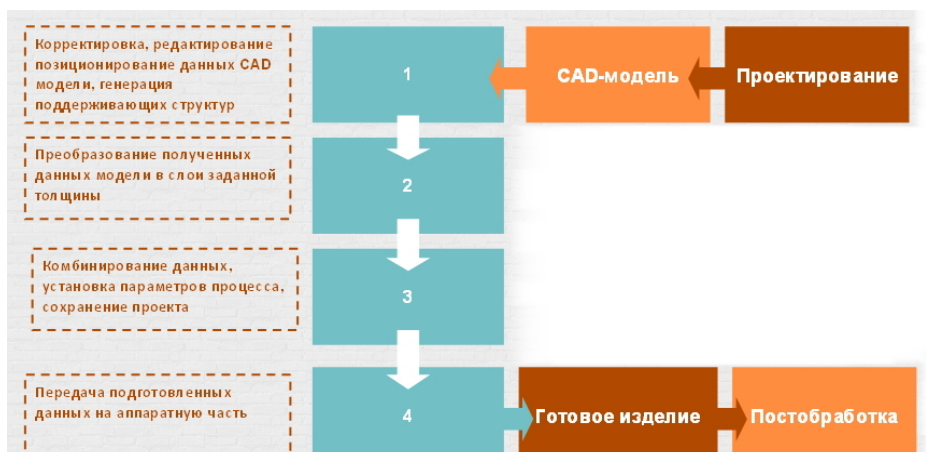 Корректировка, редактирование
позиционирование данных CAD
модели, генерация
поддерживающих структур
1
CAD-модель
Проектирование
Преобразование полученных
данных модели в слои заданной
толщины
2
Комбинирование данных,
установка параметров процесса,
сохранение проекта
3
Передача подготовленных
данных на аппаратную часть
4
Готовое изделие
Постобработка